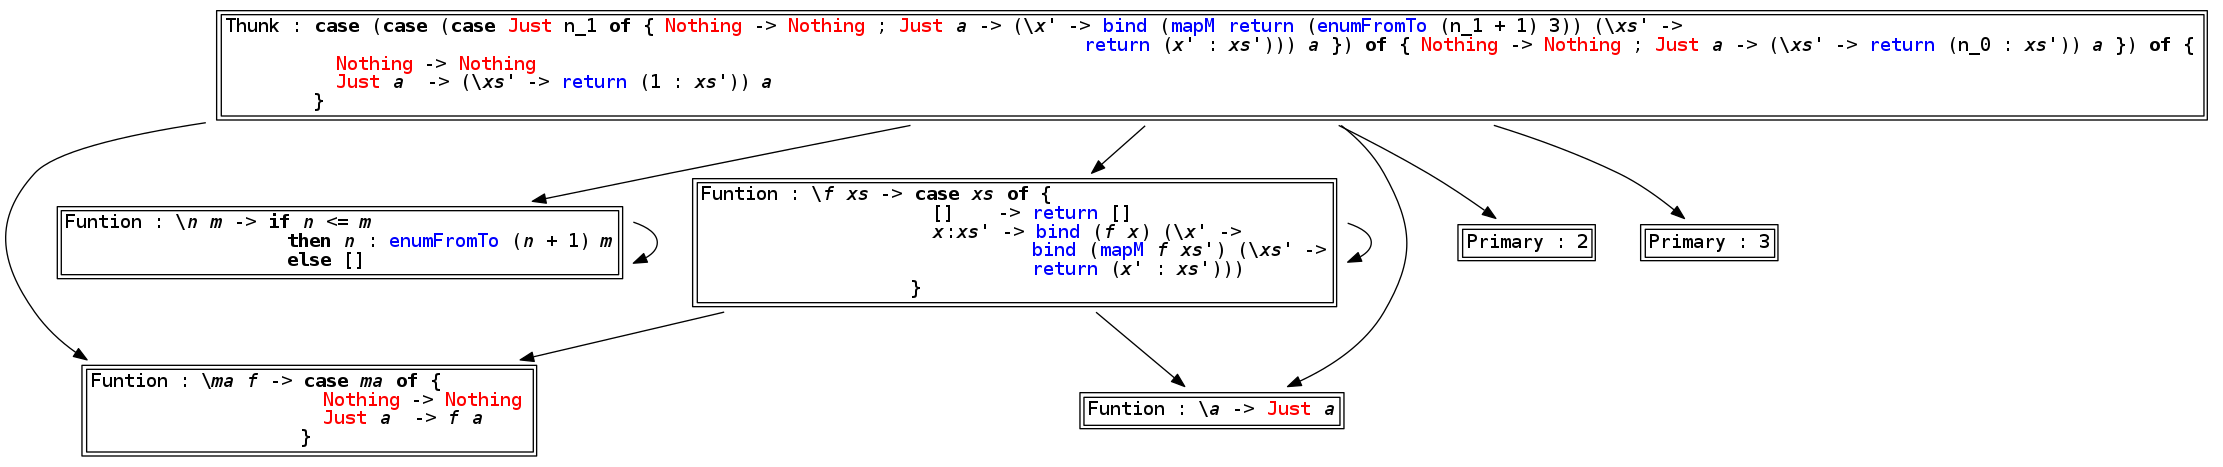 Thunk : case (case (case Just n_1 of { Nothing -> Nothing ; Just a -> (\x' -> bind (mapM return (enumFromTo (n_1 + 1) 3)) (\xs' ->
return (x' : xs'))) a }) of { Nothing -> Nothing ; Just a -> (\xs' -> return (n_0 : xs')) a }) of {
Nothing -> Nothing
Just a  -> (\xs' -> return (1 : xs')) a
}
Funtion : \n m -> if n <= m
then n : enumFromTo (n + 1) m
else []
Funtion : \f xs -> case xs of {
[]    -> return []
x:xs' -> bind (f x) (\x' ->
bind (mapM f xs') (\xs' ->
return (x' : xs')))
}
Primary : 2
Primary : 3
Funtion : \ma f -> case ma of {
Nothing -> Nothing
Just a  -> f a
}
Funtion : \a -> Just a